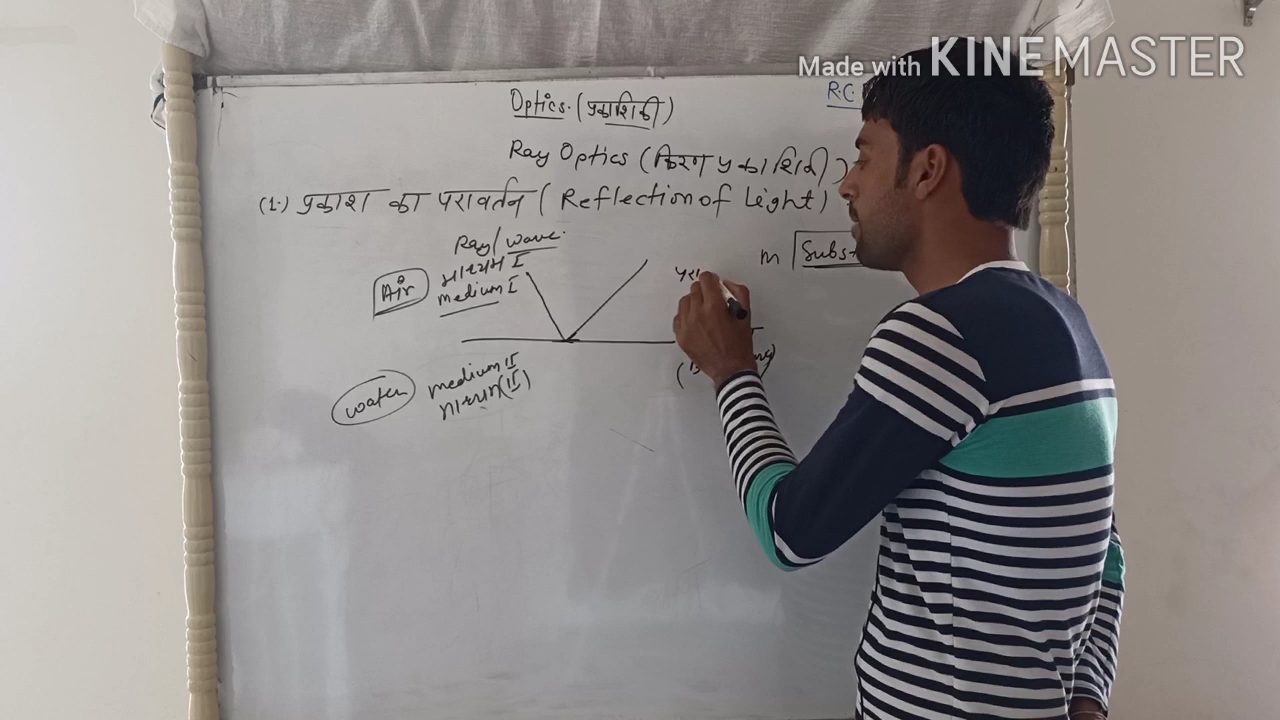 Made with KINEMASTER
Optics. (प्रकाशिकी)
R.C.
Ray Optics (किरण प्रकाशिकी)
(1.) प्रकाश का परावर्तन ( Reflection of Light)
Ray/wave.
माध्यम I
Air
medium I
m
medium II
माध्यम (II)
water